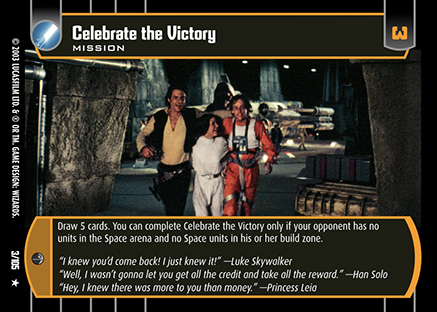 Celebrate the Victory
MISSION
© 2003 LUCASFILM LTD. & ® OR TM. GAME DESIGN: WIZARDS.
3/105
Draw 5 cards. You can complete Celebrate the Victory only if your opponent has no
units in the Space arena and no Space units in his or her build zone.
“I knew you’d come back! I just knew it!” —Luke Skywalker
“Well, I wasn’t gonna let you get all the credit and take all the reward.” —Han Solo
“Hey, I knew there was more to you than money.” —Princess Leia